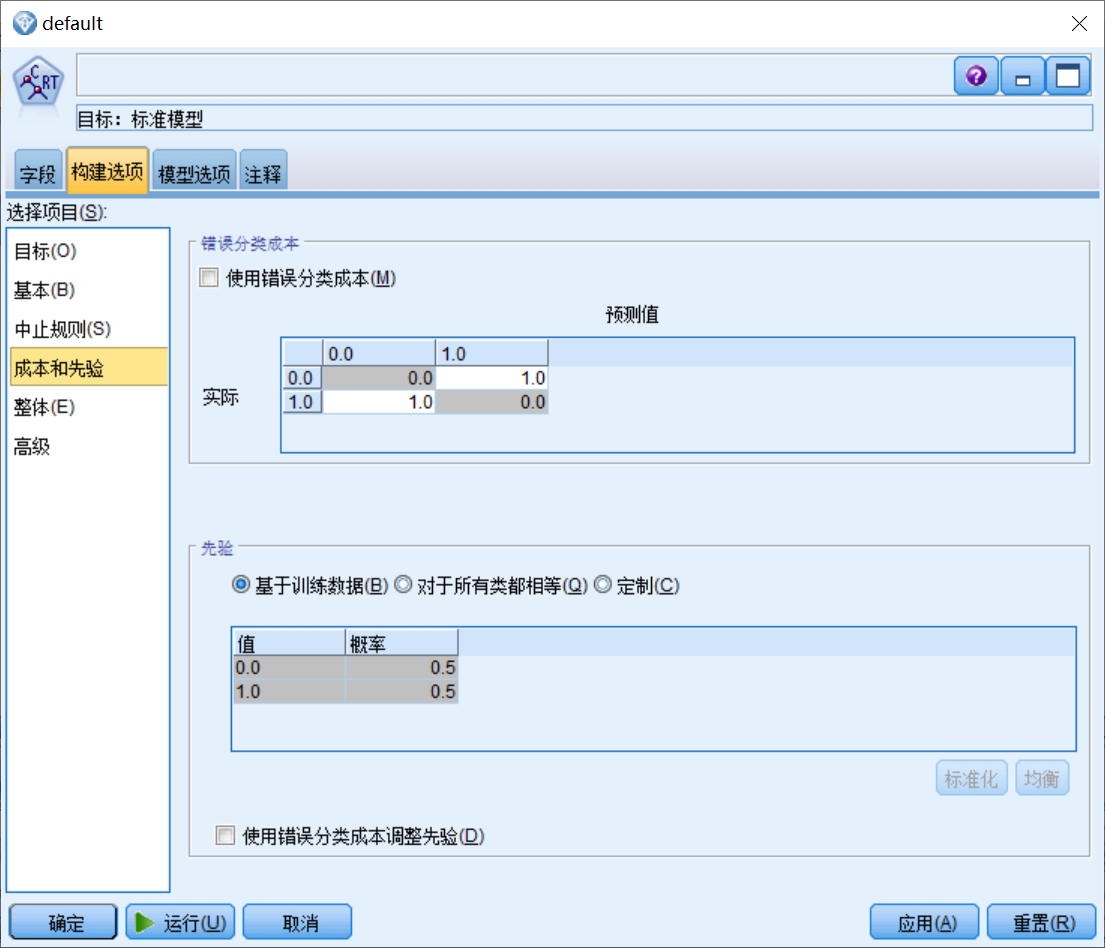 default
CRT
目标：标准模型
字段 构建选项 模型选项 注释
选择项目(S):
目标(O)
基本(B)
中止规则(S)
成本和先验
整体(E)
高级
错误分类成本
使用错误分类成本(M)
预测值
0.0 1.0
0.0 0.0 1.0
实际
1.0 1.0 0.0
先验
基于训练数据(B) 对于所有类都相等(Q) 定制(C)
值 概率
0.0 0.5
1.0 0.5
标准化 均衡
使用错误分类成本调整先验(D)
确定 运行(U) 取消 应用(A) 重置(R)